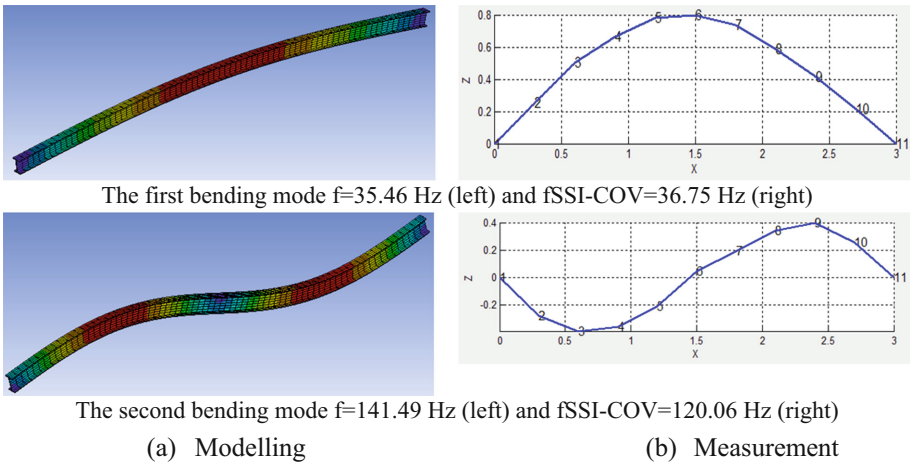 0.8
0.6
0.4
0.2
0
Z
1 2 3 4 5 6 7 8 9 10 11
0 0.5 1 1.5 2 2.5 3
X
The first bending mode f=35.46 Hz (left) and fSSI-COV=36.75 Hz (right)
0.4
0.2
0
-0.2
Z
1 2 3 4 5 6 7 8 9 10 11
0 0.5 1 1.5 2 2.5 3
X
The second bending mode f=141.49 Hz (left) and fSSI-COV=120.06 Hz (right)
(a) Modelling
(b) Measurement